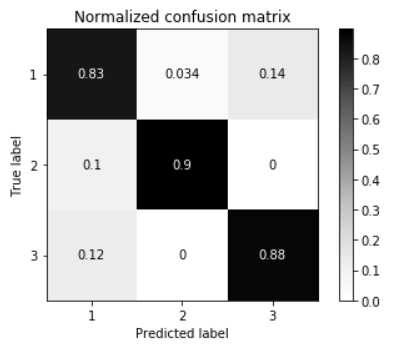 Normalized confusion matrix
1 0.83 0.034 0.14
2 0.1 0.9 0
3 0.12 0 0.88
1 2 3
Predicted label
True label
0.8
0.7
0.6
0.5
0.4
0.3
0.2
0.1
0.0